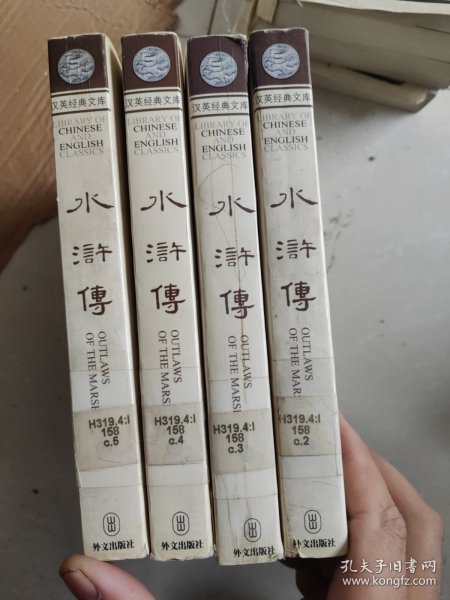 汉英经典文库
LIBRARY OF
CHINESE
AND
ENGLISH
CLASSICS
水滸傳
OUTLAWS
OF THE MARSH
H319.4:I
158
c.5
外文出版社
汉英经典文库
LIBRARY OF
CHINESE
AND
ENGLISH
CLASSICS
水滸傳
OUTLAWS
OF THE MARS
H319.4:I
158
c.4
外文出版社
汉英经典文库
LIBRARY OF
CHINESE
AND
ENGLISH
CLASSICS
水滸傳
OUTLAWS
OF THE MARSH
H319.4:I
158
c.3
外文出版社
汉英经典文库
LIBRARY OF
CHINESE
AND
ENGLISH
CLASSICS
水滸傳
OUTLAWS
OF THE MARS
H319.4:I
158
c.2
外文出版社
孔夫子旧书网
www.kongfz.com